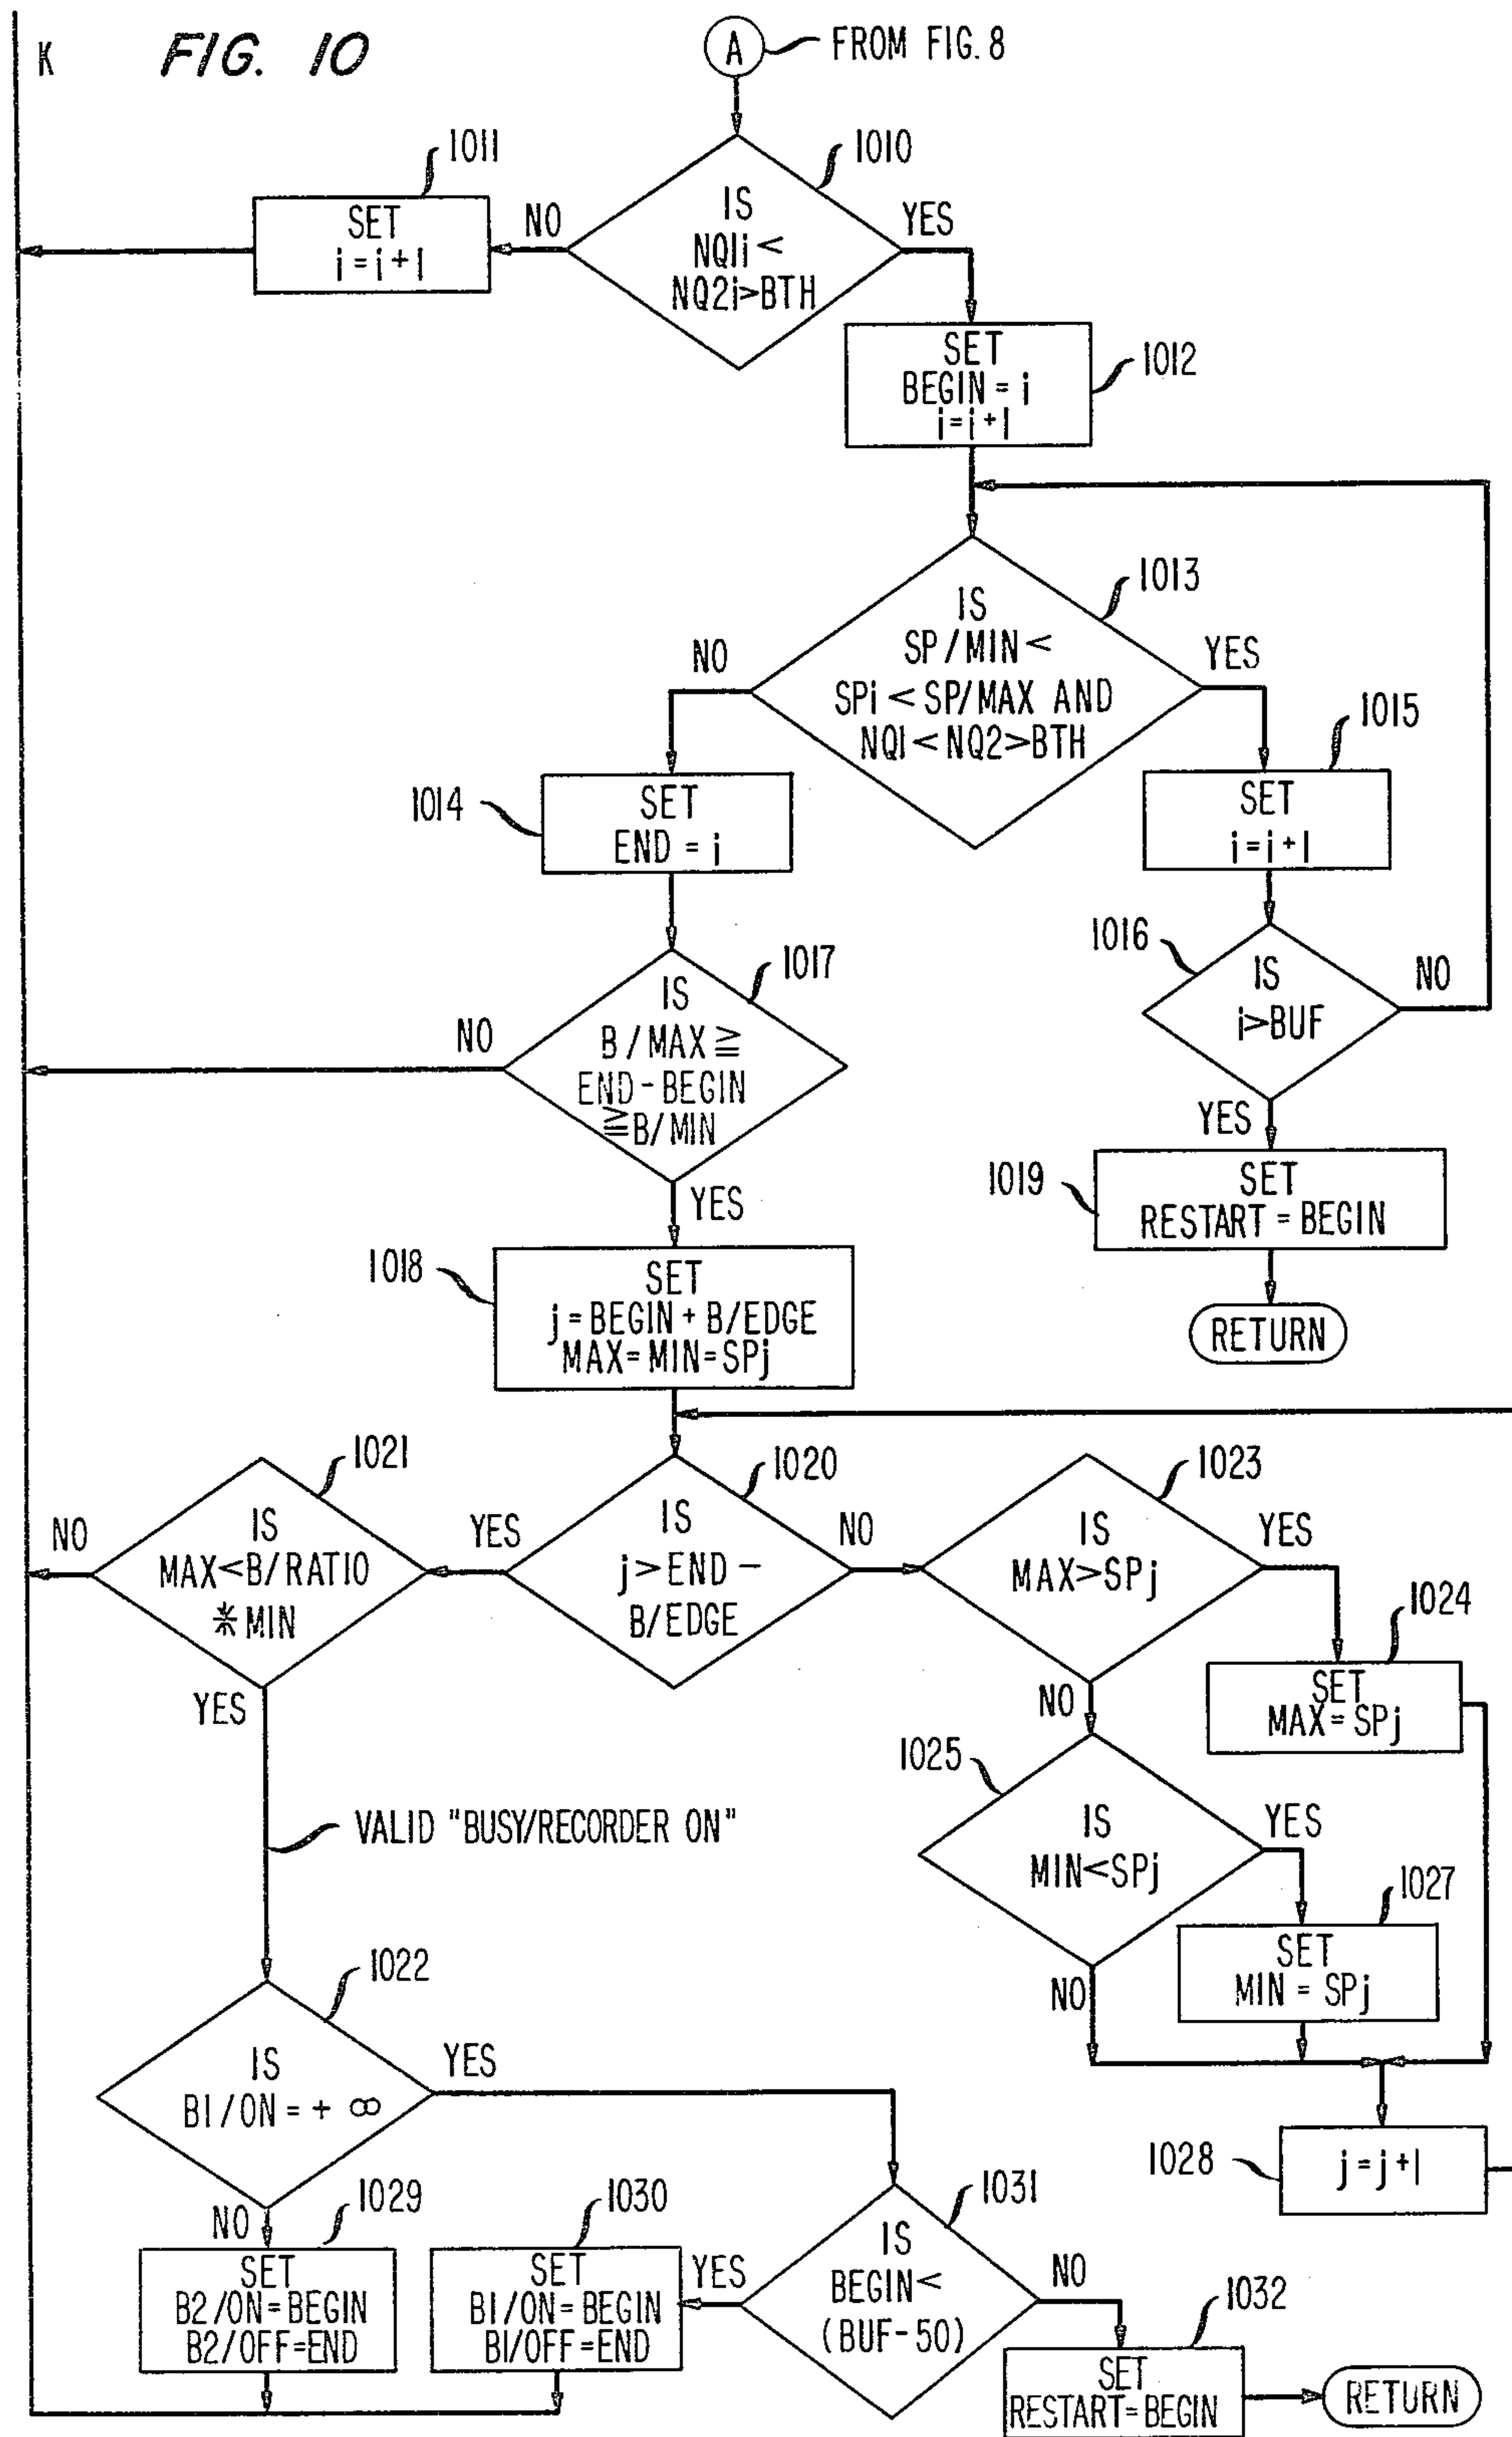 K
FIG. 10
A
FROM FIG. 8
1011
SET
i=i+1
NO
1010
IS
NQ1i<
NQ2i>BTH
YES
SET
BEGIN = i
i=i+1
1012
1013
IS
SP/MIN<
SPi<SP/MAX AND
NQ1<NQ2>BTH
NO
YES
1014
SET
END = i
1015
SET
i=i+1
1016
IS
i>BUF
NO
YES
1017
IS
B/MAX≧
END-BEGIN
≧B/MIN
NO
YES
1019
SET
RESTART = BEGIN
RETURN
1018
SET
j=BEGIN + B/EDGE
MAX=MIN=SPj
1021
IS
MAX<B/RATIO
*MIN
NO
YES
1020
IS
j>END-
B/EDGE
YES
NO
1023
IS
MAX>SPj
YES
NO
1024
SET
MAX=SPj
1025
IS
MIN<SPj
YES
NO
1027
SET
MIN = SPj
VALID "BUSY/RECORDER ON"
1022
IS
B1/ON=+ ∞
YES
NO
1028
j=j+1
1029
SET
B2/ON=BEGIN
B2/OFF=END
1030
SET
B1/ON=BEGIN
B1/OFF=END
1031
IS
BEGIN<
(BUF-50)
YES
NO
1032
SET
RESTART=BEGIN
RETURN